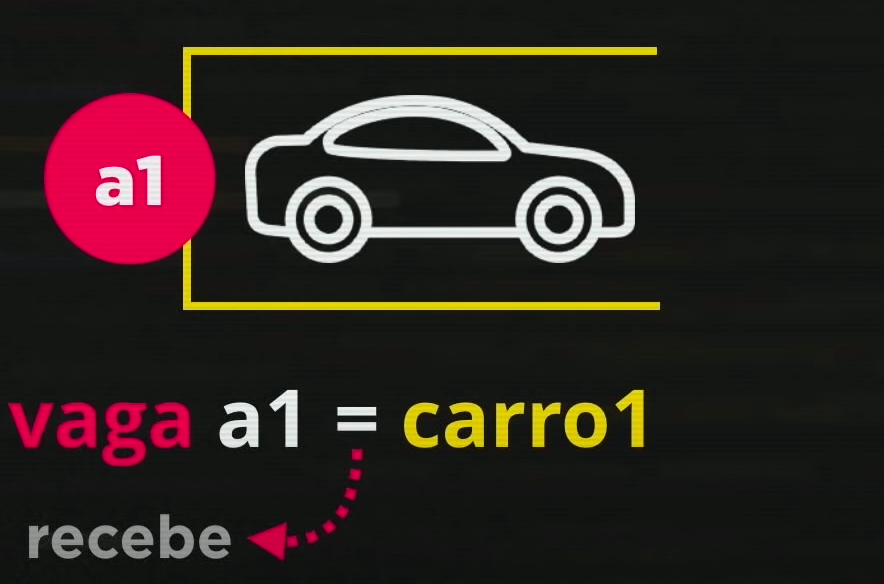 a1
vaga a1 = carro1
recebe